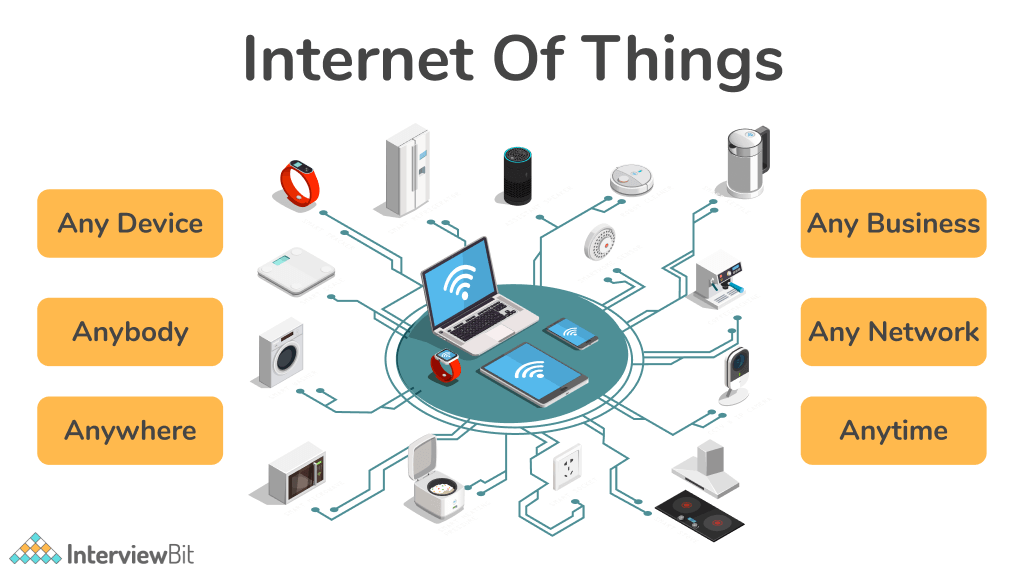 Internet Of Things
Any Device
Any Business
Anybody
Any Network
Anywhere
Anytime
InterviewBit